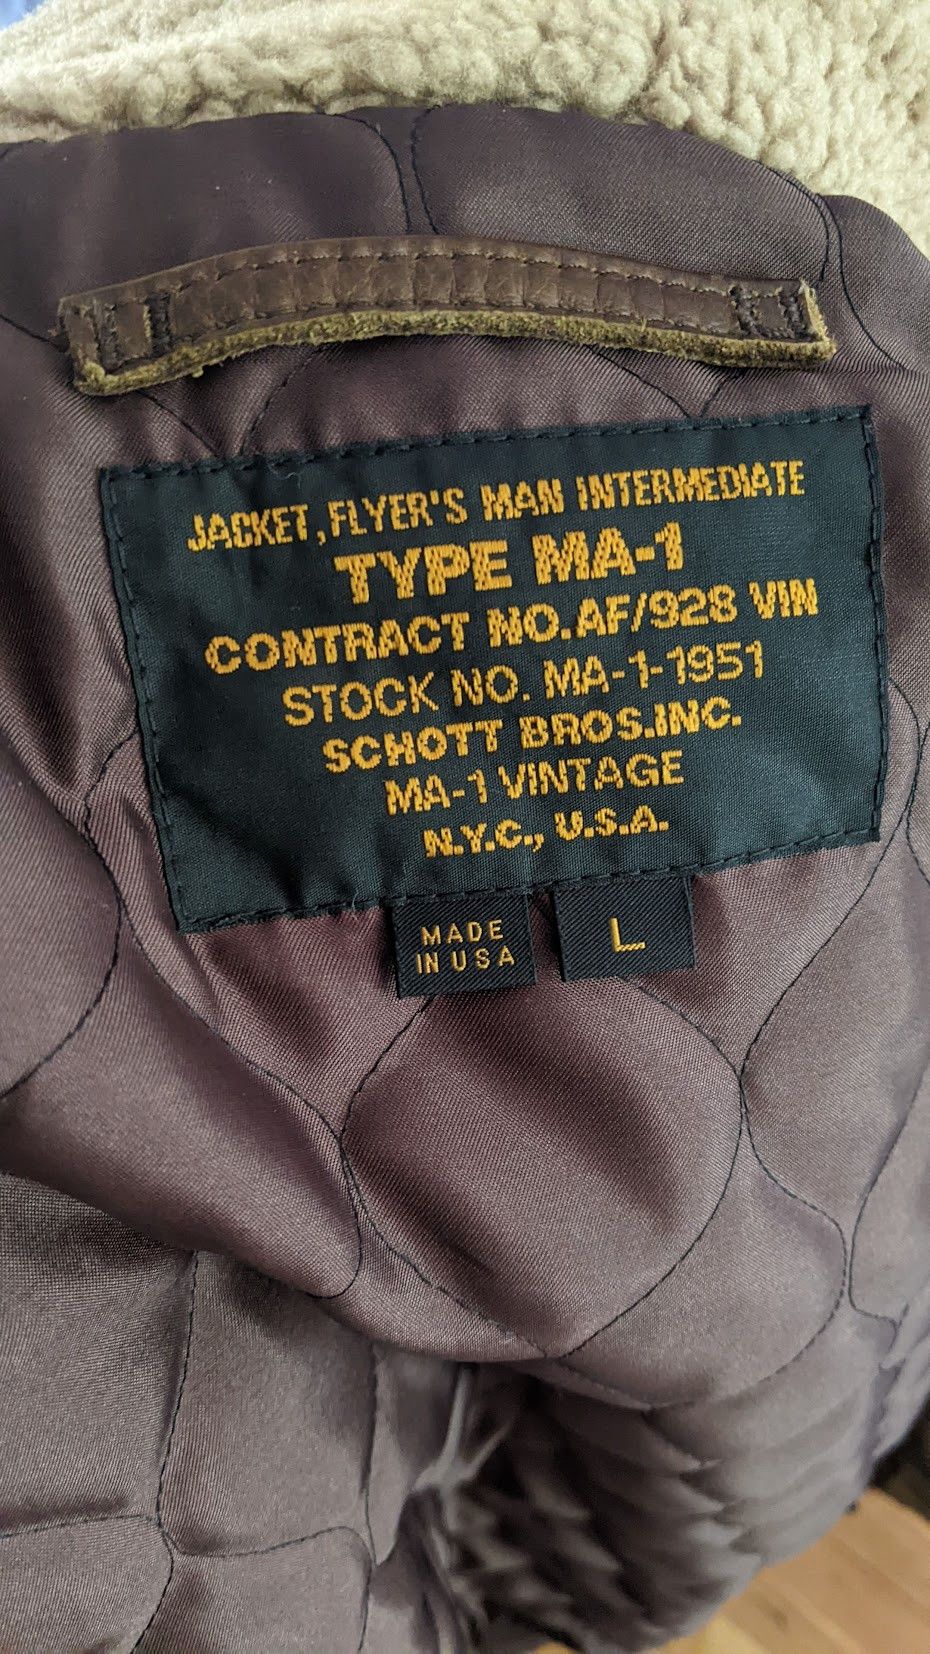 JACKET, FLYER'S MAN INTERMEDIATE
TYPE MA-1
CONTRACT NO. AF/928 VIN
STOCK NO. MA-1-1951
SCHOTT BROS.INC.
MA-1 VINTAGE
N.Y.C., U.S.A.
MADE
IN USA
L